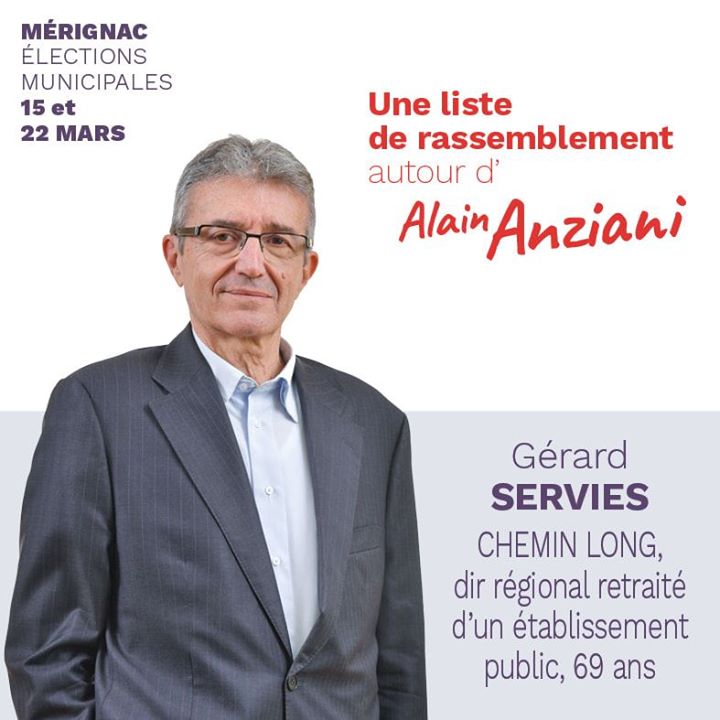 MÉRIGNAC
ÉLECTIONS
MUNICIPALES
15 et
22 MARS
Une liste
de rassemblement
autour d’
Alain Anziani
Gérard
SERVIES
CHEMIN LONG,
dir régional retraité
d’un établissement
public, 69 ans